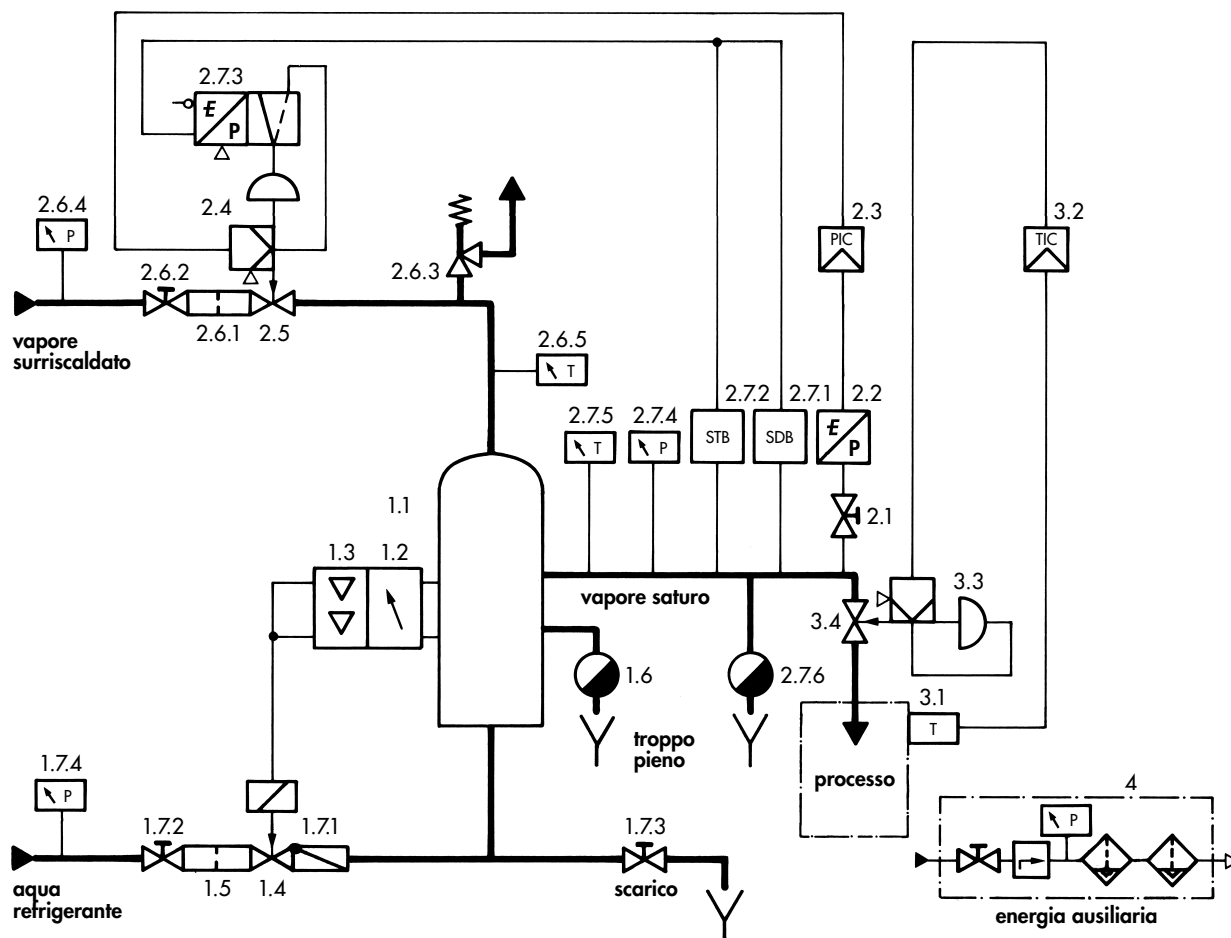 2.7.3
E
P
2.6.4
P
2.4
2.3
PIC
3.2
TIC
2.6.2
2.6.3
2.6.1
2.5
vapore
surriscaldato
2.6.5
T
2.7.5
T
2.7.4
P
2.7.2
STB
2.7.1
SDB
2.2
E
P
2.1
1.1
1.3
1.2
vapore saturo
3.4
3.3
1.6
2.7.6
troppo
pieno
3.1
T
processo
1.7.4
P
1.7.2
1.7.1
1.7.3
1.5
1.4
aqua
refrigerante
scarico
4
P
energia ausiliaria